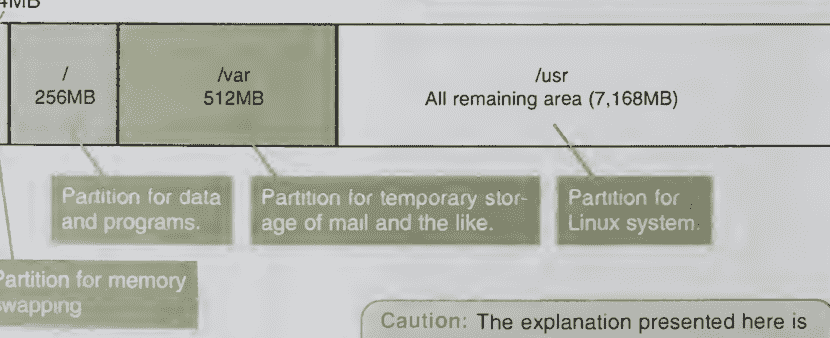 4MB
/
256MB
/var
512MB
/usr
All remaining area (7,168MB)
Partition for data
and programs.
Partition for temporary stor-
age of mail and the like.
Partition for
Linux system.
Partition for memory
swapping
Caution: The explanation presented here is